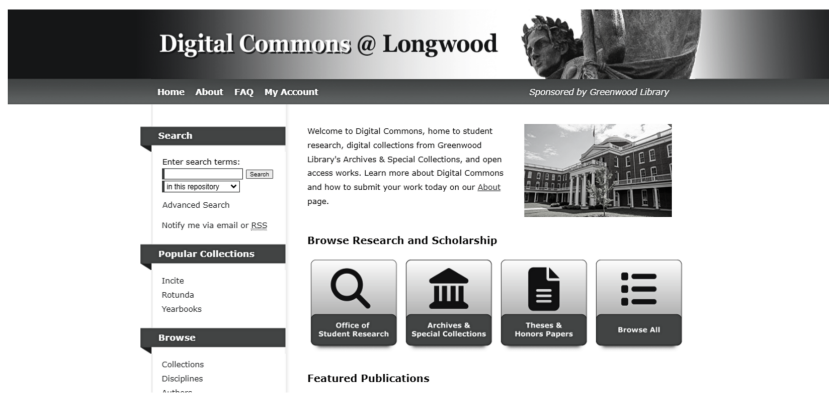 Digital Commons @ Longwood
Home About FAQ My Account
Sponsored by Greenwood Library
Search
Enter search terms:
Search
in this repository
Advanced Search
Notify me via email or RSS
Popular Collections
Incite
Rotunda
Yearbooks
Browse
Collections
Disciplines
Authors
Welcome to Digital Commons, home to student
research, digital collections from Greenwood
Library's Archives & Special Collections, and open
access works. Learn more about Digital Commons
and how to submit your work today on our About
page.
Browse Research and Scholarship
Office of
Student Research
Archives &
Special Collections
Theses &
Honors Papers
Browse All
Featured Publications